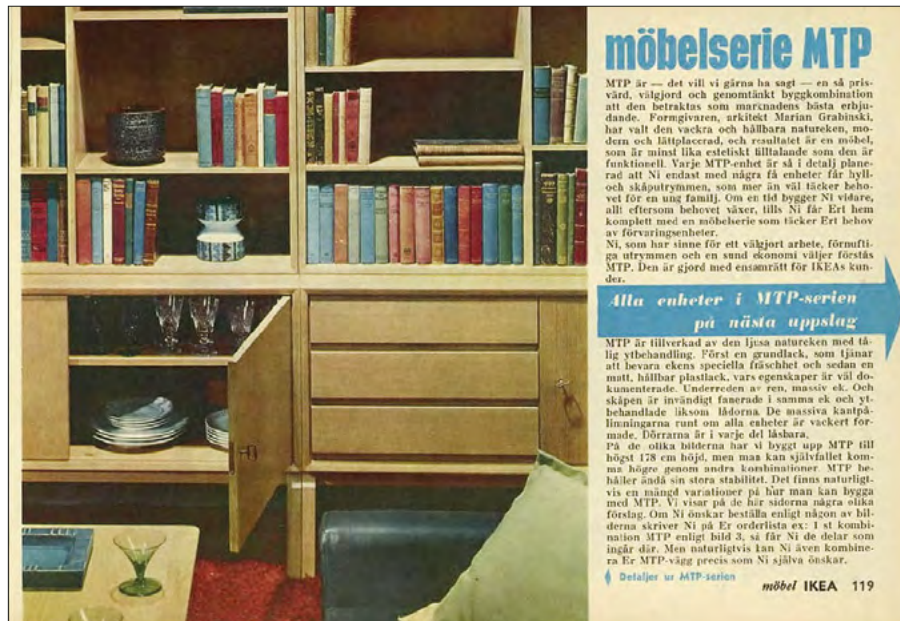 möbelserie MTP
MTP är — det vill vi gärna ha sagt — en så pris-
värd, välgjord och genomtänkt byggkombination
att den betraktas som marknadens bästa erbju-
dande. Formgivaren, arkitekt Marian Grabinski,
har valt den vackra och hållbara natureken, mo-
dern och lättplacerad, och resultatet är en möbel,
som är minst lika estetiskt tilltalande som den är
funktionell. Varje MTP-enhet är så i detalj plane-
rad att Ni endast med några få enheter får hyll-
och skåputrymmen, som mer än väl täcker beho-
vet för en ung familj. Om en tid bygger Ni vidare,
allt eftersom behovet växer, tills Ni får Ert hem
komplett med en möbelserie som täcker Ert behov
av förvaringsenheter.
Ni, som har sinne för ett välgjort arbete, förnufti-
ga utrymmen och en sund ekonomi väljer förstås
MTP. Den är gjord med ensamrätt för IKEAs kun-
der.
Alla enheter i MTP-serien
på nästa uppslag
MTP är tillverkad av den ljusa natureken med tå-
lig ytbehandling. Först en grundlack, som tjänar
att bevara ekens speciella fräschhet och sedan en
matt, hållbar plastlack, vars egenskaper är väl do-
kumenterade. Underreden av ren, massiv ek. Och
skåpen är invändigt fanerade i samma ek och yt-
behandlade liksom lådorna. De massiva kantpå-
limningarna runt om alla enheter är vackert for-
made. Dörrarna är i varje del låsbara.
På de olika bilderna har vi byggt upp MTP till
högst 178 cm höjd, men man kan självfallet kom-
ma högre genom andra kombinationer. MTP be-
håller ändå sin stora stabilitet. Det finns naturligt-
vis en mängd variationer på hur man kan bygga
med MTP. Vi visar på de här sidorna några olika
förslag. Om Ni önskar beställa enligt någon av bil-
derna skriver Ni på Er orderlista ex: 1 st kombi-
nation MTP enligt bild 3, så får Ni de delar som
ingår där. Men naturligtvis kan Ni även kombine-
ra Er MTP-vägg precis som Ni själva önskar.
Detaljer ur MTP-serien
möbel IKEA 119